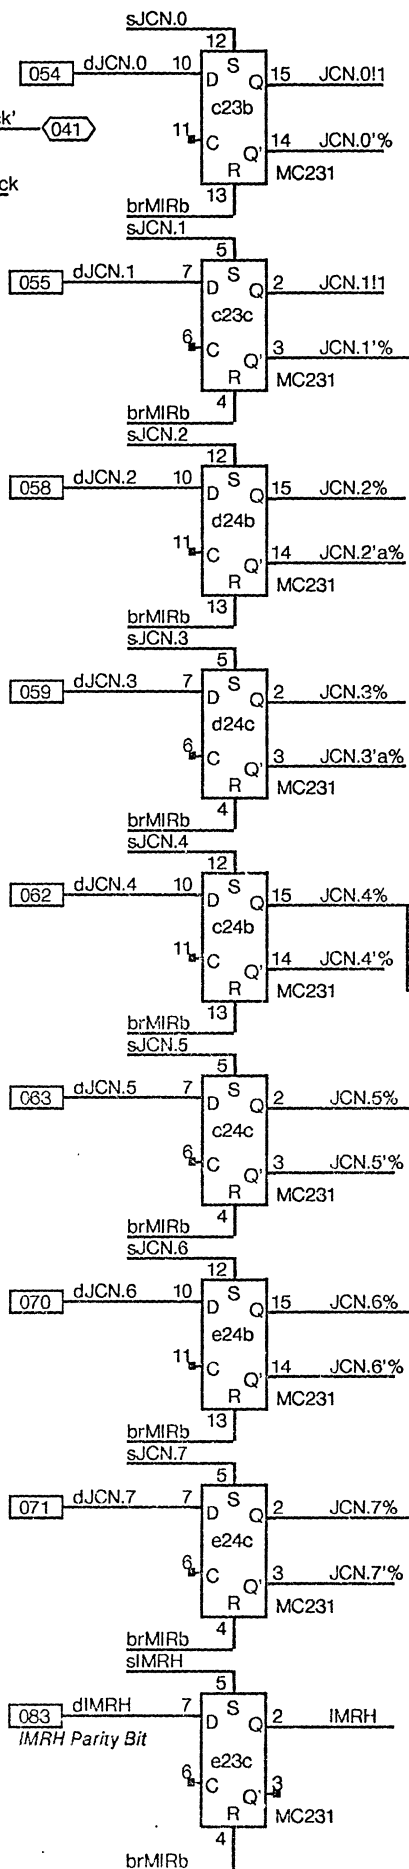 sJCN.0
12
054 dJCN.0 10 D S Q 15 JCN.0!1
c23b
ck' 041
11 C Q' 14 JCN.0'%
R MC231
ck
13
brMIRb
sJCN.1
5
055 dJCN.1 7 D S Q 2 JCN.1!1
c23c
6 C Q' 3 JCN.1'%
R MC231
4
brMIRb
sJCN.2
12
058 dJCN.2 10 D S Q 15 JCN.2%
d24b
11 C Q' 14 JCN.2'a%
R MC231
13
brMIRb
sJCN.3
5
059 dJCN.3 7 D S Q 2 JCN.3%
d24c
6 C Q' 3 JCN.3'a%
R MC231
4
brMIRb
sJCN.4
12
062 dJCN.4 10 D S Q 15 JCN.4%
c24b
11 C Q' 14 JCN.4'%
R MC231
13
brMIRb
sJCN.5
5
063 dJCN.5 7 D S Q 2 JCN.5%
c24c
6 C Q' 3 JCN.5'%
R MC231
4
brMIRb
sJCN.6
12
070 dJCN.6 10 D S Q 15 JCN.6%
e24b
11 C Q' 14 JCN.6'%
R MC231
13
brMIRb
sJCN.7
5
071 dJCN.7 7 D S Q 2 JCN.7%
e24c
6 C Q' 3 JCN.7'%
R MC231
4
brMIRb
sIMRH
5
083 dIMRH 7 D S Q 2 IMRH
IMRH Parity Bit
e23c
6 C Q' 3
R MC231
4
brMIRb